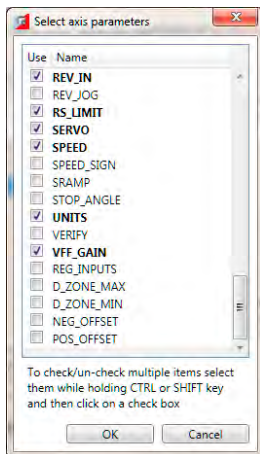 Select axis parameters
Use Name
REV_IN
REV_JOG
RS_LIMIT
SERVO
SPEED
SPEED_SIGN
SRAMP
STOP_ANGLE
UNITS
VERIFY
VFF_GAIN
REG_INPUTS
D_ZONE_MAX
D_ZONE_MIN
NEG_OFFSET
POS_OFFSET
To check/un-check multiple items select
them while holding CTRL or SHIFT key
and then click on a check box
OK Cancel